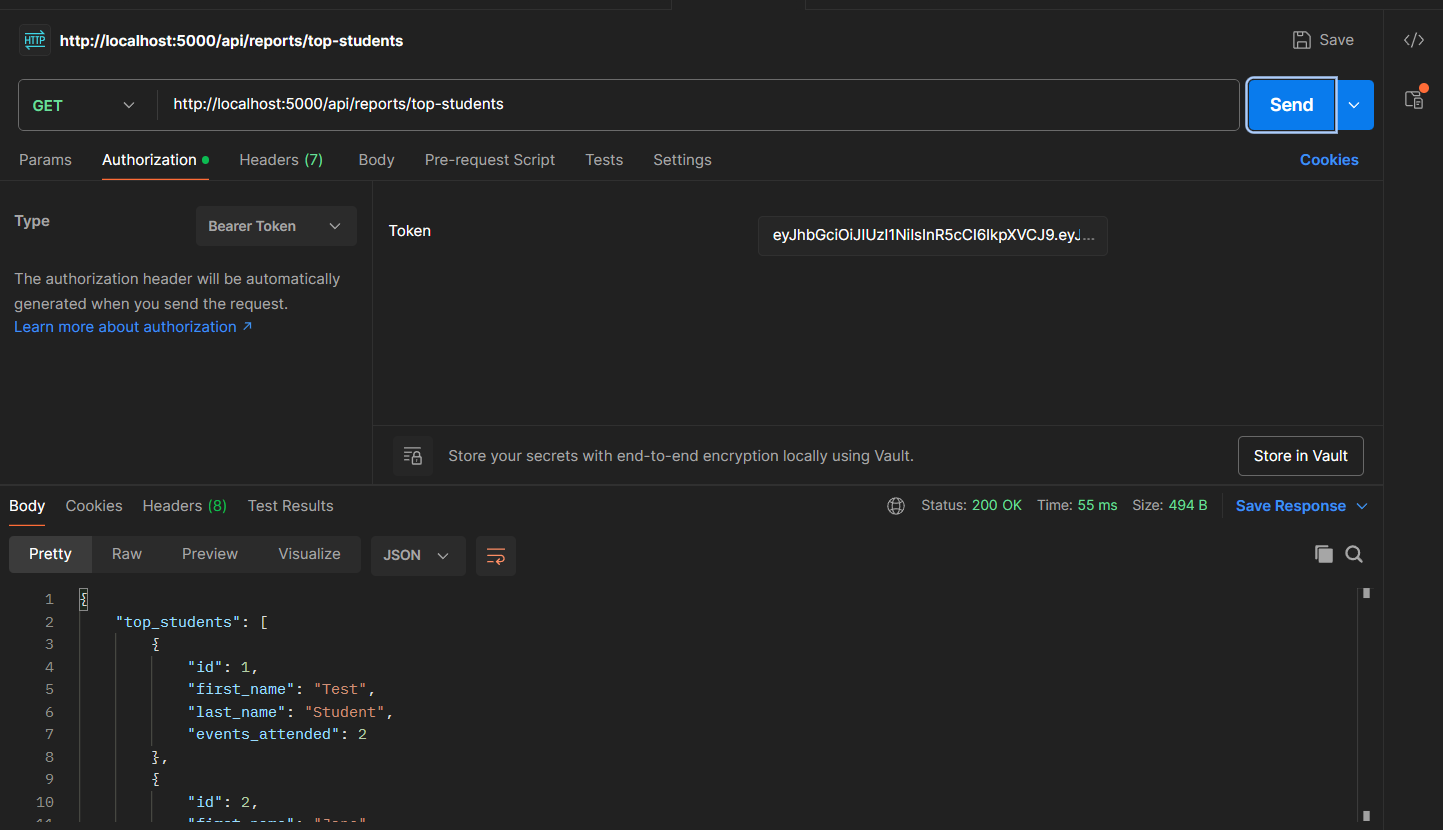 HTTP http://localhost:5000/api/reports/top-students Save
GET http://localhost:5000/api/reports/top-students Send
Params Authorization Headers (7) Body Pre-request Script Tests Settings Cookies
Type Bearer Token
Token eyJhbGciOiJIUzI1NiIsInR5cCI6IkpXVCJ9.eyJ...
The authorization header will be automatically
generated when you send the request.
Learn more about authorization ↗
Store your secrets with end-to-end encryption locally using Vault. Store in Vault
Body Cookies Headers (8) Test Results Status: 200 OK Time: 55 ms Size: 494 B Save Response
Pretty Raw Preview Visualize JSON
1 {
2 "top_students": [
3 {
4 "id": 1,
5 "first_name": "Test",
6 "last_name": "Student",
7 "events_attended": 2
8 },
9 {
10 "id": 2,
11 "first_name": "Jane"